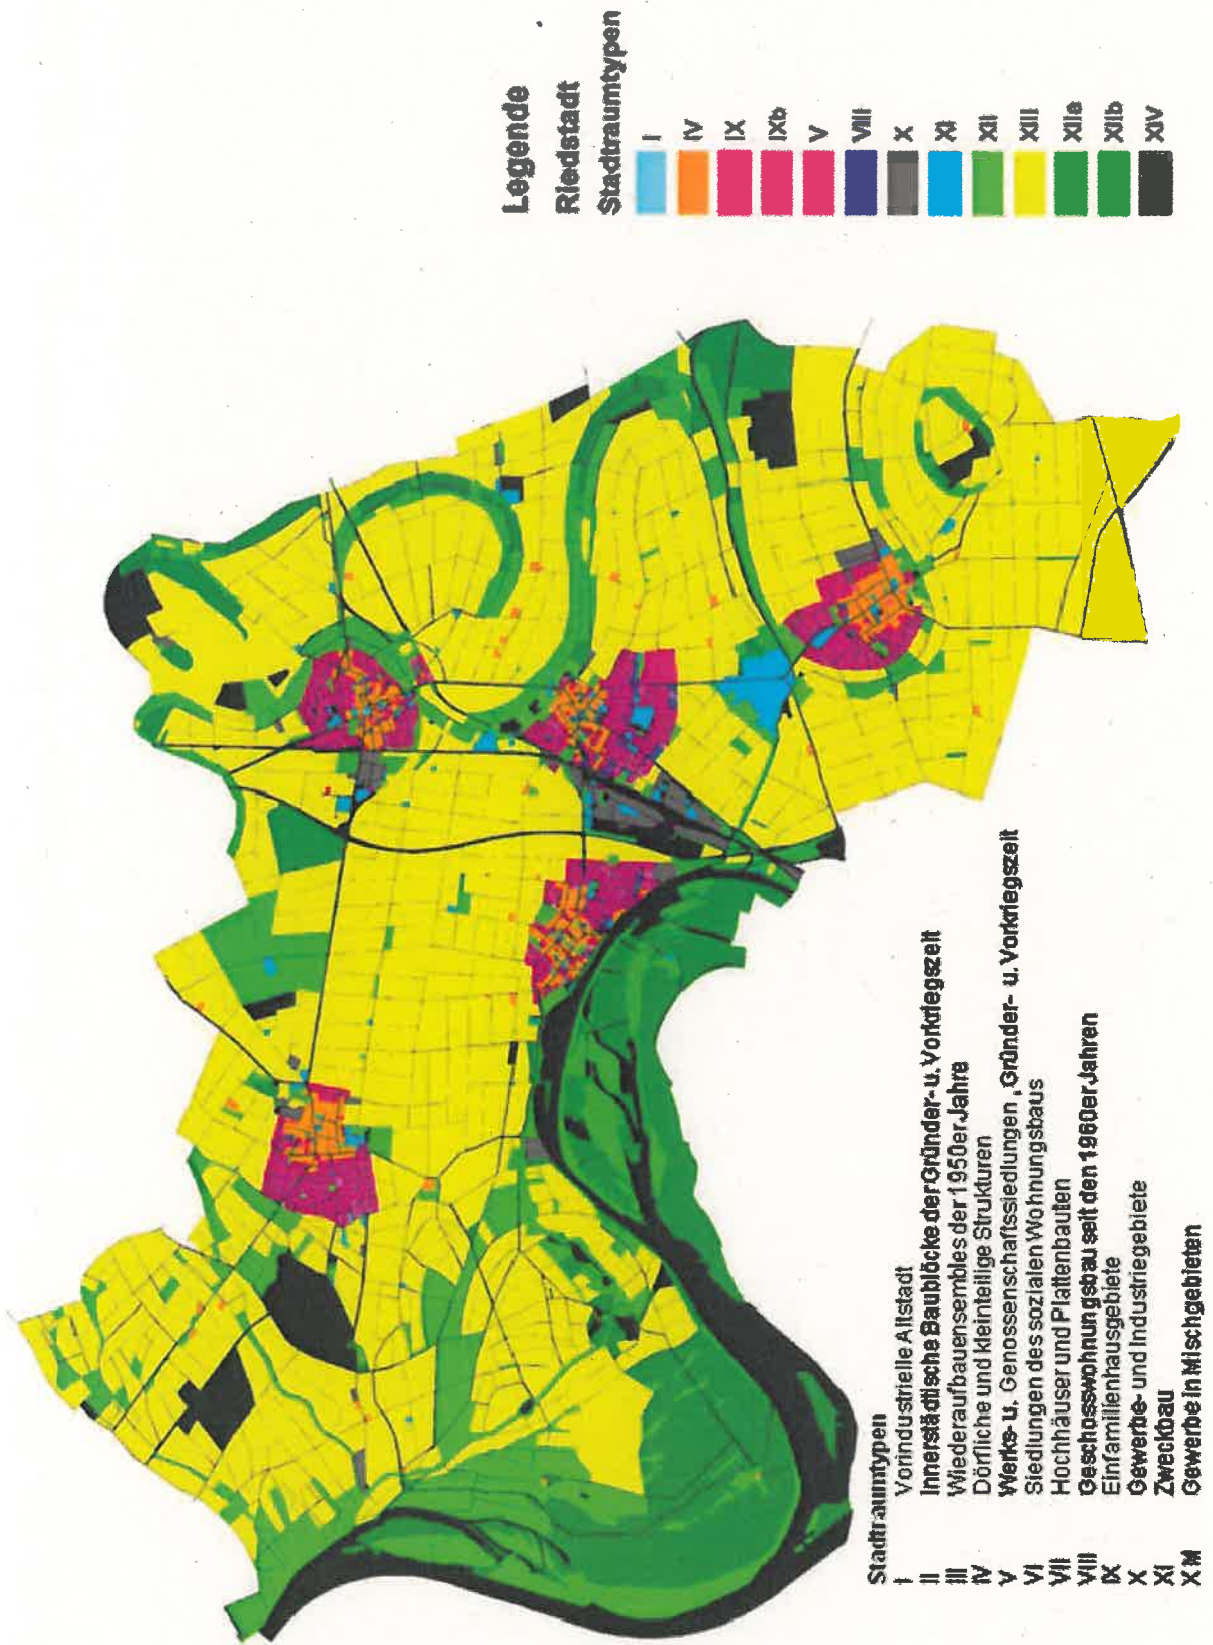 Legende
Riedstadt
Stadtraumtypen
I
IV
IX
IXb
V
VIII
X
XI
XII
XIII
XIIa
XIIb
XIV
Stadtraumtypen
I Vorindustrielle Altstadt
II Innerstädtische Baublöcke der Gründer- u. Vorkriegszeit
III Wiederaufbauensembles der 1950er Jahre
IV Dörfliche und kleinteilige Strukturen
V Werks- u. Genossenschaftssiedlungen , Gründer- u. Vorkriegszeit
VI Siedlungen des sozialen Wohnungsbaus
VII Hochhäuser und Plattenbauten
VIII Geschosswohnungsbau seit den 1960er Jahren
IX Einfamilienhausgebiete
X Gewerbe- und Industriegebiete
XI Zweckbau
X M Gewerbe in Mischgebieten